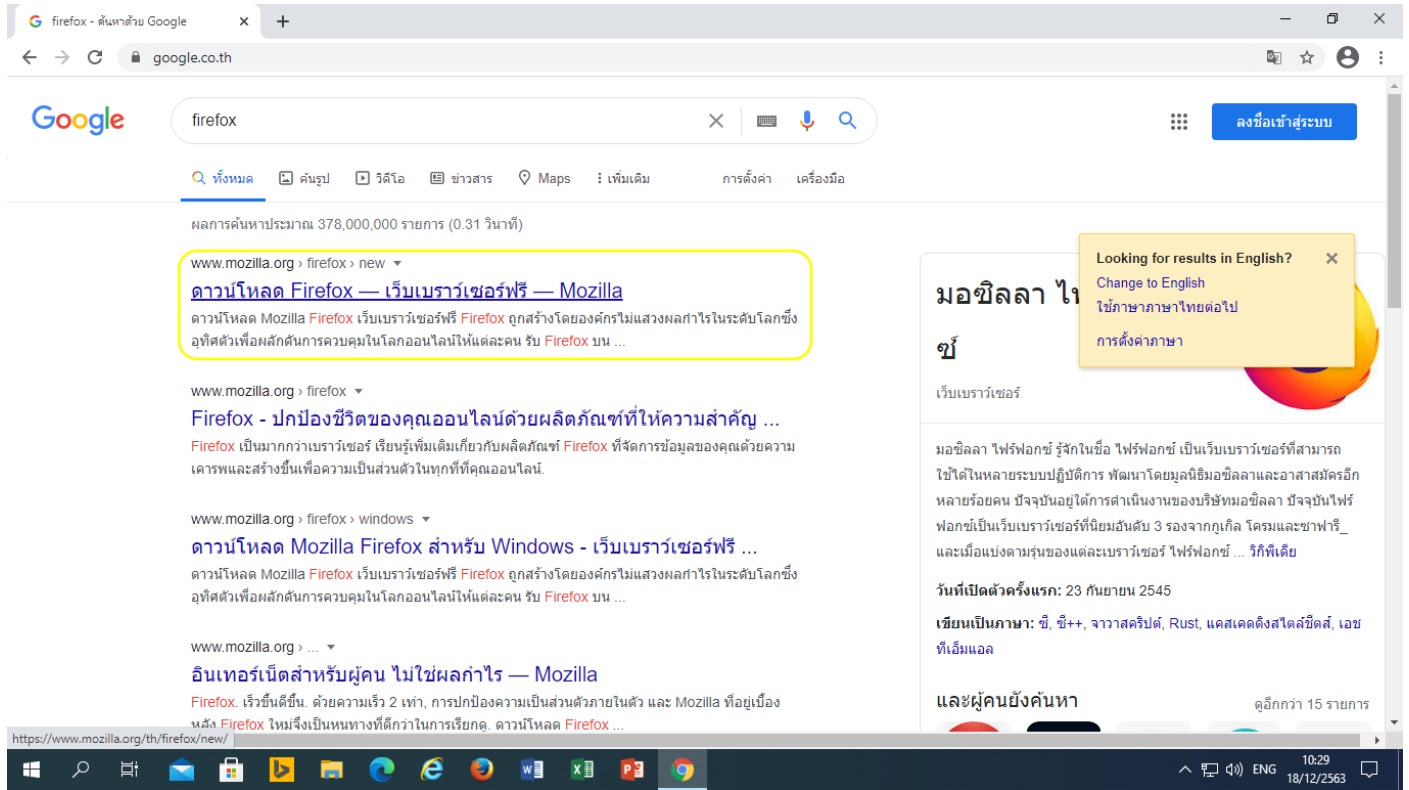 firefox - ค้นหาด้วย Google
google.co.th
Google
firefox
ลงชื่อเข้าสู่ระบบ
ทั้งหมด ค้นรูป วิดีโอ ข่าวสาร Maps เพิ่มเติม การตั้งค่า เครื่องมือ
ผลการค้นหาประมาณ 378,000,000 รายการ (0.31 วินาที)
www.mozilla.org › firefox › new
ดาวน์โหลด Firefox — เว็บเบราว์เซอร์ฟรี — Mozilla
ดาวน์โหลด Mozilla Firefox เว็บเบราว์เซอร์ฟรี Firefox ถูกสร้างโดยองค์กรไม่แสวงผลกำไรในระดับโลกซึ่ง
อุทิศตัวเพื่อผลักดันการควบคุมในโลกออนไลน์ให้แต่ละคน รับ Firefox บน ...
www.mozilla.org › firefox
Firefox - ปกป้องชีวิตของคุณออนไลน์ด้วยผลิตภัณฑ์ที่ให้ความสำคัญ ...
Firefox เป็นมากกว่าเบราว์เซอร์ เรียนรู้เพิ่มเติมเกี่ยวกับผลิตภัณฑ์ Firefox ที่จัดการข้อมูลของคุณด้วยความ
เคารพและสร้างขึ้นเพื่อความเป็นส่วนตัวในทุกที่ที่คุณออนไลน์.
www.mozilla.org › firefox › windows
ดาวน์โหลด Mozilla Firefox สำหรับ Windows - เว็บเบราว์เซอร์ฟรี ...
ดาวน์โหลด Mozilla Firefox เว็บเบราว์เซอร์ฟรี Firefox ถูกสร้างโดยองค์กรไม่แสวงผลกำไรในระดับโลกซึ่ง
อุทิศตัวเพื่อผลักดันการควบคุมในโลกออนไลน์ให้แต่ละคน รับ Firefox บน ...
www.mozilla.org › ...
อินเทอร์เน็ตสำหรับผู้คน ไม่ใช่ผลกำไร — Mozilla
Firefox. เร็วขึ้นดีขึ้น. ด้วยความเร็ว 2 เท่า, การปกป้องความเป็นส่วนตัวภายในตัว และ Mozilla ที่อยู่เบื้อง
หลัง Firefox ใหม่จึงเป็นหนทางที่ดีกว่าในการเรียกดู. ดาวน์โหลด Firefox ...
Looking for results in English?
Change to English
ใช้ภาษาภาษาไทยต่อไป
การตั้งค่าภาษา
มอซิลลา
ซ์
เว็บเบราว์เซอร์
มอซิลลา ไฟร์ฟอกซ์ รู้จักในชื่อ ไฟร์ฟอกซ์ เป็นเว็บเบราว์เซอร์ที่สามารถ
ใช้ได้ในหลายระบบปฏิบัติการ พัฒนาโดยมูลนิธิมอซิลลาและอาสาสมัครอีก
หลายร้อยคน ปัจจุบันอยู่ใต้การดำเนินงานของบริษัทมอซิลลา ปัจจุบันไฟร์
ฟอกซ์เป็นเว็บเบราว์เซอร์ที่นิยมอันดับ 3 รองจากกูเกิล โครมและซาฟารี_
และเมื่อแบ่งตามรุ่นของแต่ละเบราว์เซอร์ ไฟร์ฟอกซ์ ... วิกิพีเดีย
วันที่เปิดตัวครั้งแรก: 23 กันยายน 2545
เขียนเป็นภาษา: ซี, ซี++, จาวาสคริปต์, Rust, แคสเคดดิงสไตล์ชีตส์, เอช
ทีเอ็มแอล
และผู้คนยังค้นหา
ดูอีกกว่า 15 รายการ
https://www.mozilla.org/th/firefox/new/
ENG
10:29
18/12/2563